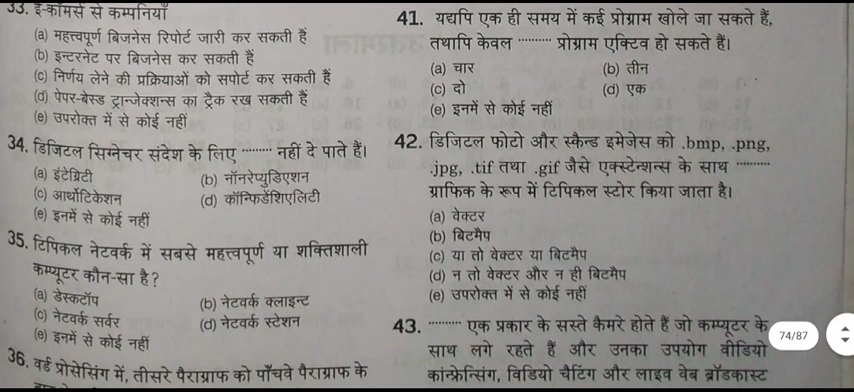 33. इ-कॉमर्स से कम्पनियाँ
(a) महत्त्वपूर्ण बिजनेस रिपोर्ट जारी कर सकती हैं
(b) इन्टरनेट पर बिजनेस कर सकती हैं
(c) निर्णय लेने की प्रक्रियाओं को सपोर्ट कर सकती हैं
(d) पेपर-बेस्ड ट्रान्जेक्शन्स का ट्रैक रख सकती हैं
(e) उपरोक्त में से कोई नहीं
34. डिजिटल सिग्नेचर संदेश के लिए ········· नहीं दे पाते हैं।
(a) इंटेग्रिटी (b) नॉनरेप्युडिएशन
(c) आथोंटिकेशन (d) कॉन्फिडेंशिएलिटी
(e) इनमें से कोई नहीं
35. टिपिकल नेटवर्क में सबसे महत्त्वपूर्ण या शक्तिशाली
कम्प्यूटर कौन-सा है?
(a) डेस्कटॉप (b) नेटवर्क क्लाइन्ट
(c) नेटवर्क सर्वर (d) नेटवर्क स्टेशन
(e) इनमें से कोई नहीं
36. वर्ड प्रोसेसिंग में, तीसरे पैराग्राफ को पाँचवे पैराग्राफ के
41. यद्यपि एक ही समय में कई प्रोग्राम खोले जा सकते हैं,
तथापि केवल ········· प्रोग्राम एक्टिव हो सकते हैं।
(a) चार (b) तीन
(c) दो (d) एक
(e) इनमें से कोई नहीं
42. डिजिटल फोटो और स्कैन्ड इमेजेस को .bmp, .png,
.jpg, .tif तथा .gif जैसे एक्स्टेन्शन्स के साथ ·········
ग्राफिक के रूप में टिपिकल स्टोर किया जाता है।
(a) वेक्टर
(b) बिटमैप
(c) या तो वेक्टर या बिटमैप
(d) न तो वेक्टर और न ही बिटमैप
(e) उपरोक्त में से कोई नहीं
43. ········· एक प्रकार के सस्ते कैमरे होते हैं जो कम्प्यूटर के
साथ लगे रहते हैं और उनका उपयोग वीडियो
कांन्फ्रेन्सिंग, विडियो चैटिंग और लाइव वेब ब्रॉडकास्ट
74/87